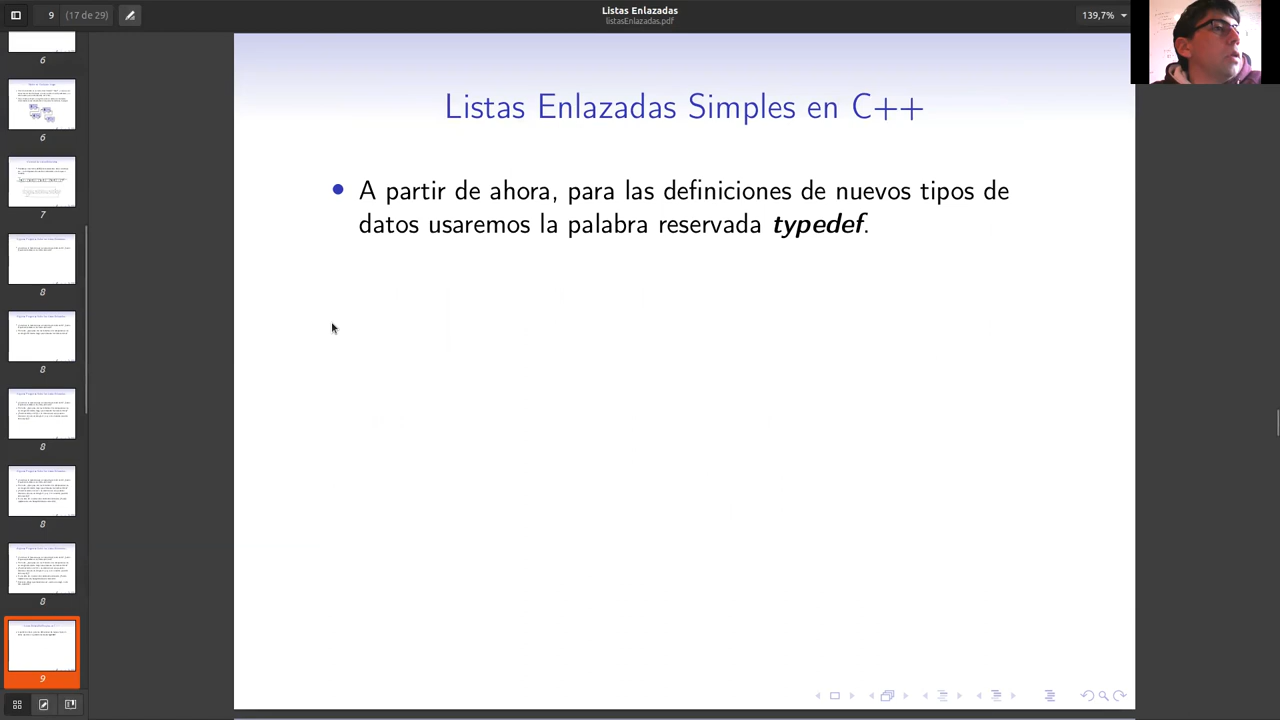 9 (17 de 29)
Listas Enlazadas
listasEnlazadas.pdf
139,7%
6
6
7
8
8
8
8
8
9
Listas Enlazadas Simples en C++
A partir de ahora, para las definiciones de nuevos tipos de
datos usaremos la palabra reservada typedef.